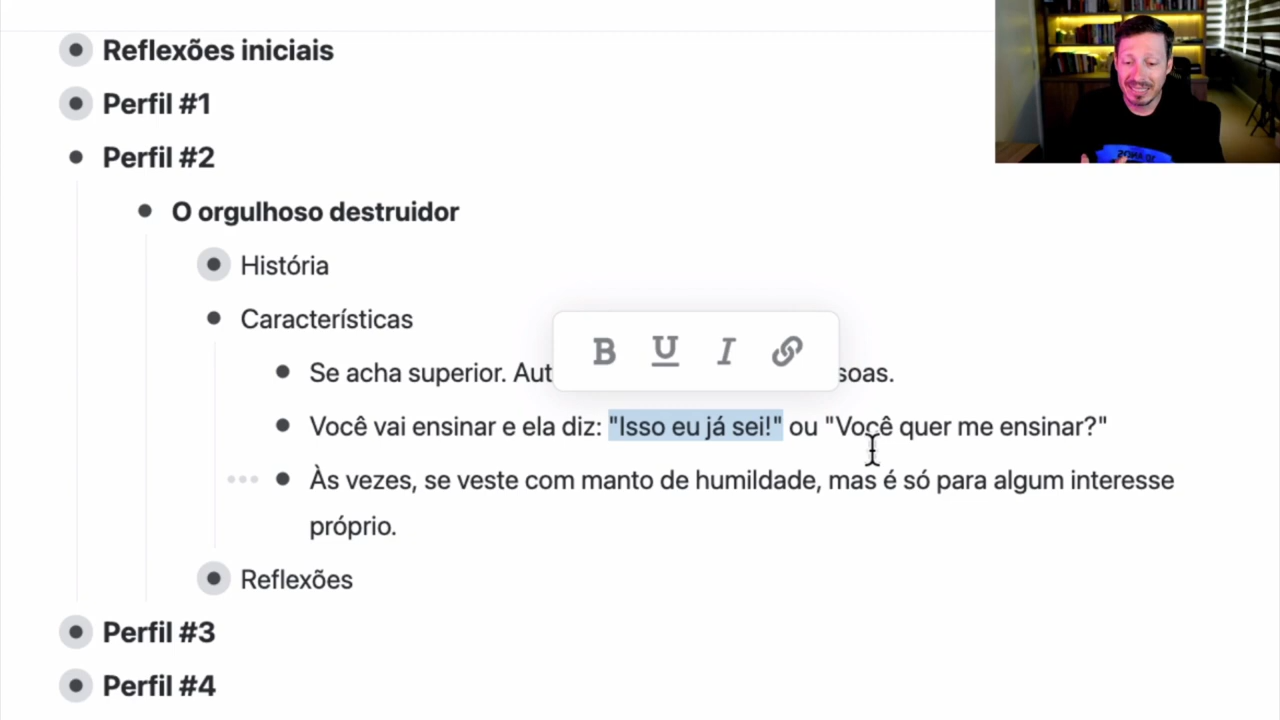 Reflexões iniciais
Perfil #1
Perfil #2
O orgulhoso destruidor
História
Características
B U I
Se acha superior. Aut soas.
Você vai ensinar e ela diz: "Isso eu já sei!" ou "Você quer me ensinar?"
Às vezes, se veste com manto de humildade, mas é só para algum interesse
próprio.
Reflexões
Perfil #3
Perfil #4